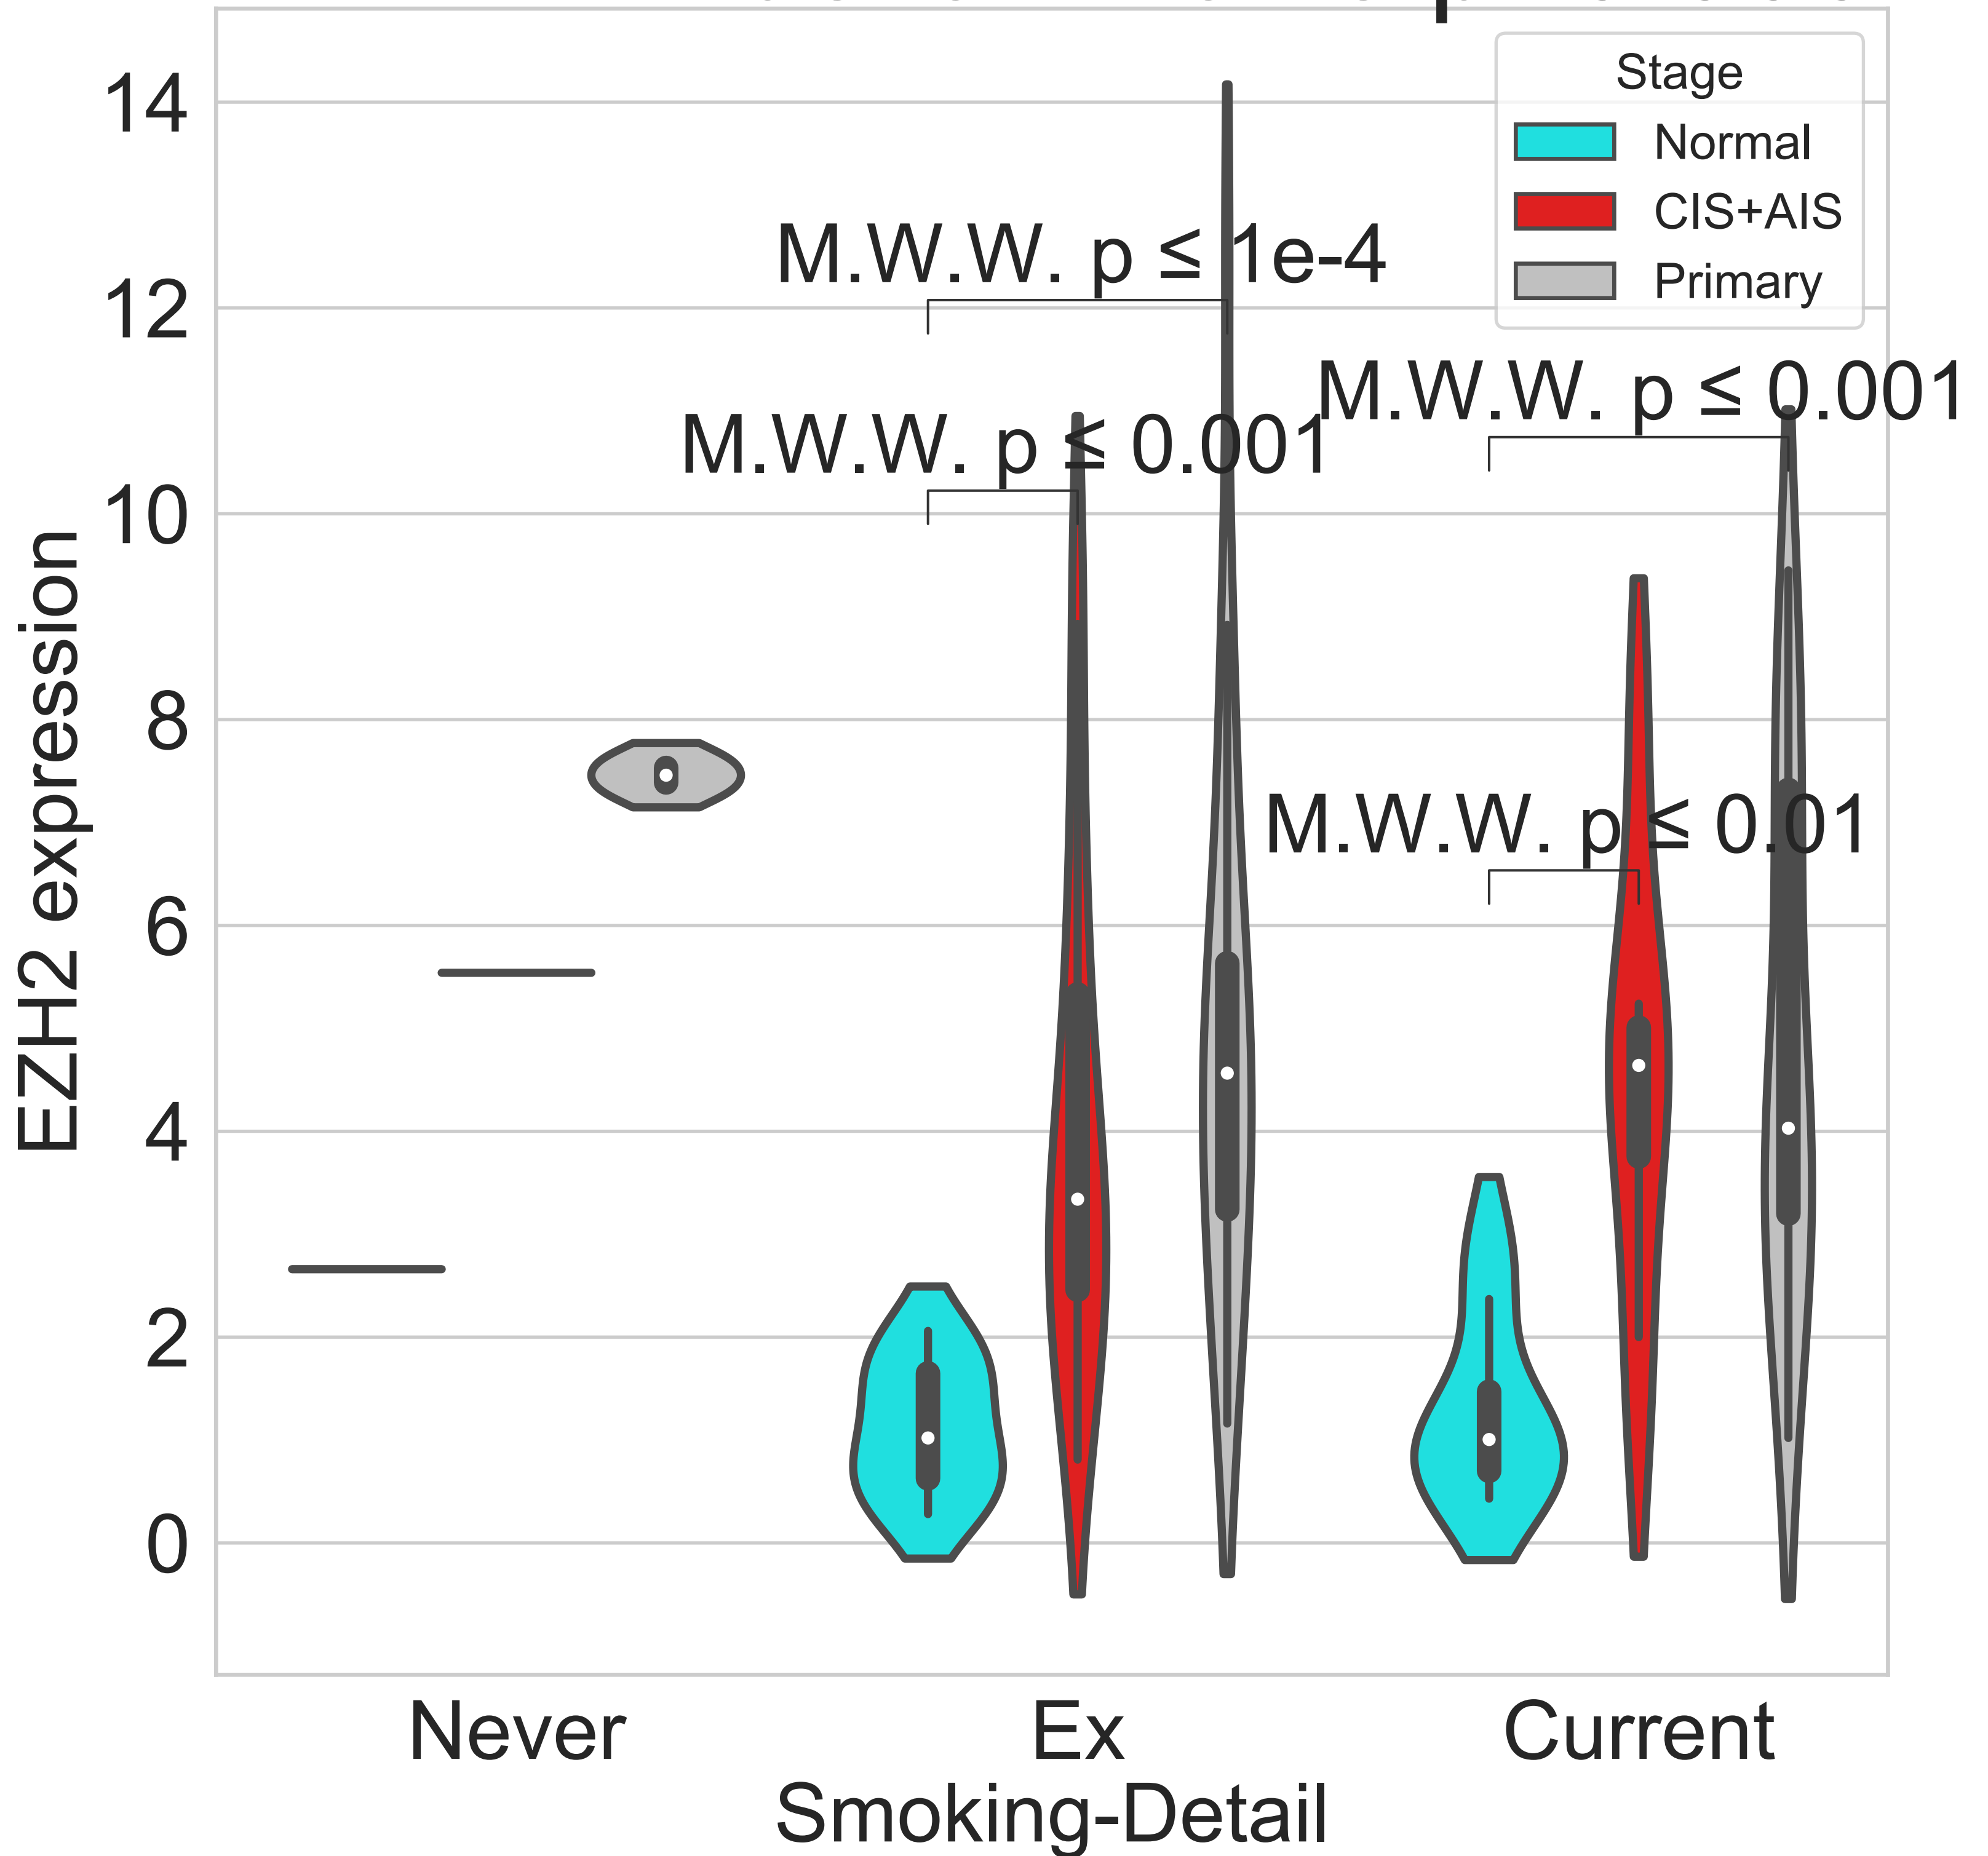 Stage
Normal
CIS+AIS
Primary
14
12
10
8
6
4
2
0
EZH2 expression
M.W.W. p ≤ 1e-4
M.W.W. p ≤ 0.001
M.W.W. p ≤ 0.001
M.W.W. p ≤ 0.01
Never
Ex
Current
Smoking-Detail